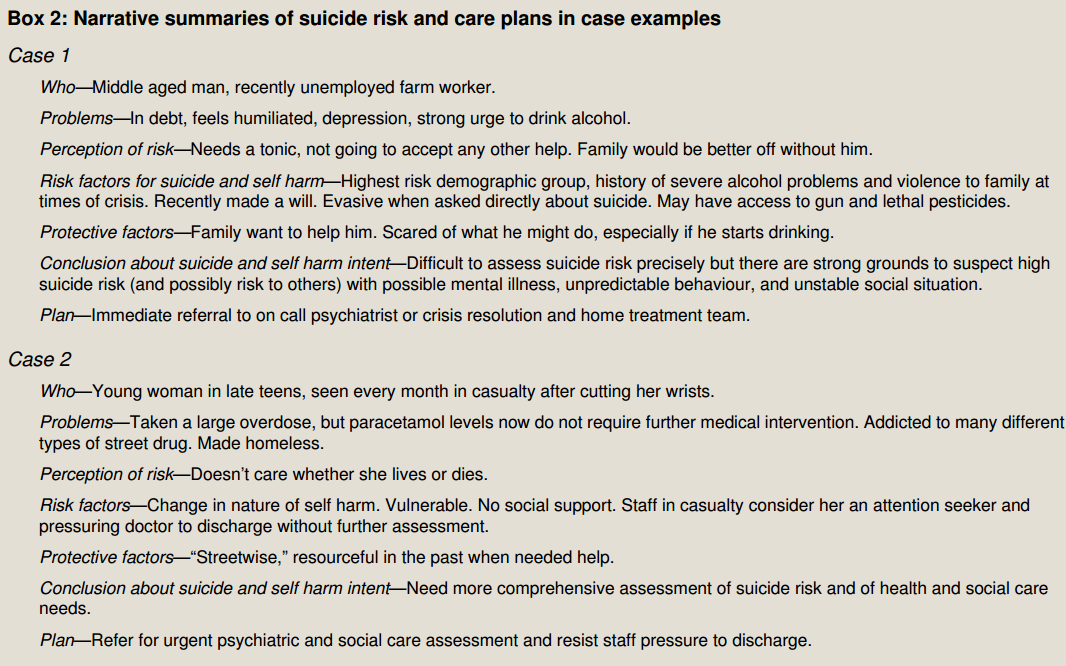 Box 2: Narrative summaries of suicide risk and care plans in case examples
Case 1
Who—Middle aged man, recently unemployed farm worker.
Problems—In debt, feels humiliated, depression, strong urge to drink alcohol.
Perception of risk—Needs a tonic, not going to accept any other help. Family would be better off without him.
Risk factors for suicide and self harm—Highest risk demographic group, history of severe alcohol problems and violence to family at
times of crisis. Recently made a will. Evasive when asked directly about suicide. May have access to gun and lethal pesticides.
Protective factors—Family want to help him. Scared of what he might do, especially if he starts drinking.
Conclusion about suicide and self harm intent—Difficult to assess suicide risk precisely but there are strong grounds to suspect high
suicide risk (and possibly risk to others) with possible mental illness, unpredictable behaviour, and unstable social situation.
Plan—Immediate referral to on call psychiatrist or crisis resolution and home treatment team.
Case 2
Who—Young woman in late teens, seen every month in casualty after cutting her wrists.
Problems—Taken a large overdose, but paracetamol levels now do not require further medical intervention. Addicted to many different
types of street drug. Made homeless.
Perception of risk—Doesn't care whether she lives or dies.
Risk factors—Change in nature of self harm. Vulnerable. No social support. Staff in casualty consider her an attention seeker and
pressuring doctor to discharge without further assessment.
Protective factors—“Streetwise,” resourceful in the past when needed help.
Conclusion about suicide and self harm intent—Need more comprehensive assessment of suicide risk and of health and social care
needs.
Plan—Refer for urgent psychiatric and social care assessment and resist staff pressure to discharge.